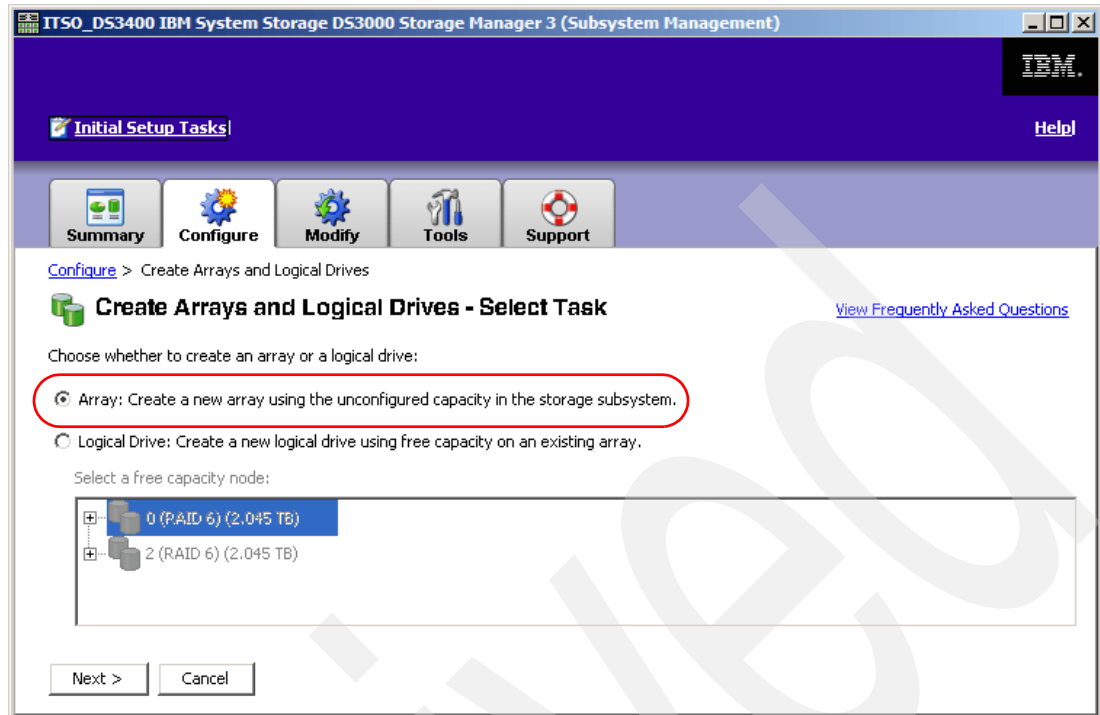 ITSO_DS3400 IBM System Storage DS3000 Storage Manager 3 (Subsystem Management)
IBM.
Initial Setup Tasks
Help
Summary
Configure
Modify
Tools
Support
Configure > Create Arrays and Logical Drives
Create Arrays and Logical Drives - Select Task
View Frequently Asked Questions
Choose whether to create an array or a logical drive:
Array: Create a new array using the unconfigured capacity in the storage subsystem.
Logical Drive: Create a new logical drive using free capacity on an existing array.
Select a free capacity node:
0 (RAID 6) (2.045 TB)
2 (RAID 6) (2.045 TB)
Next >
Cancel